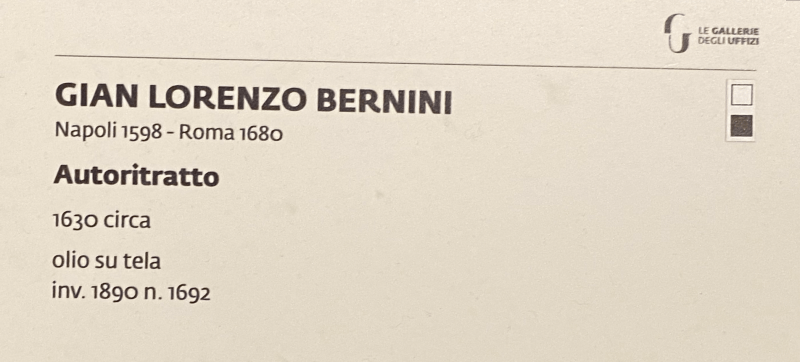 LE GALLERIE
DEGLI UFFIZI
GIAN LORENZO BERNINI
Napoli 1598 - Roma 1680
Autoritratto
1630 circa
olio su tela
inv. 1890 n. 1692